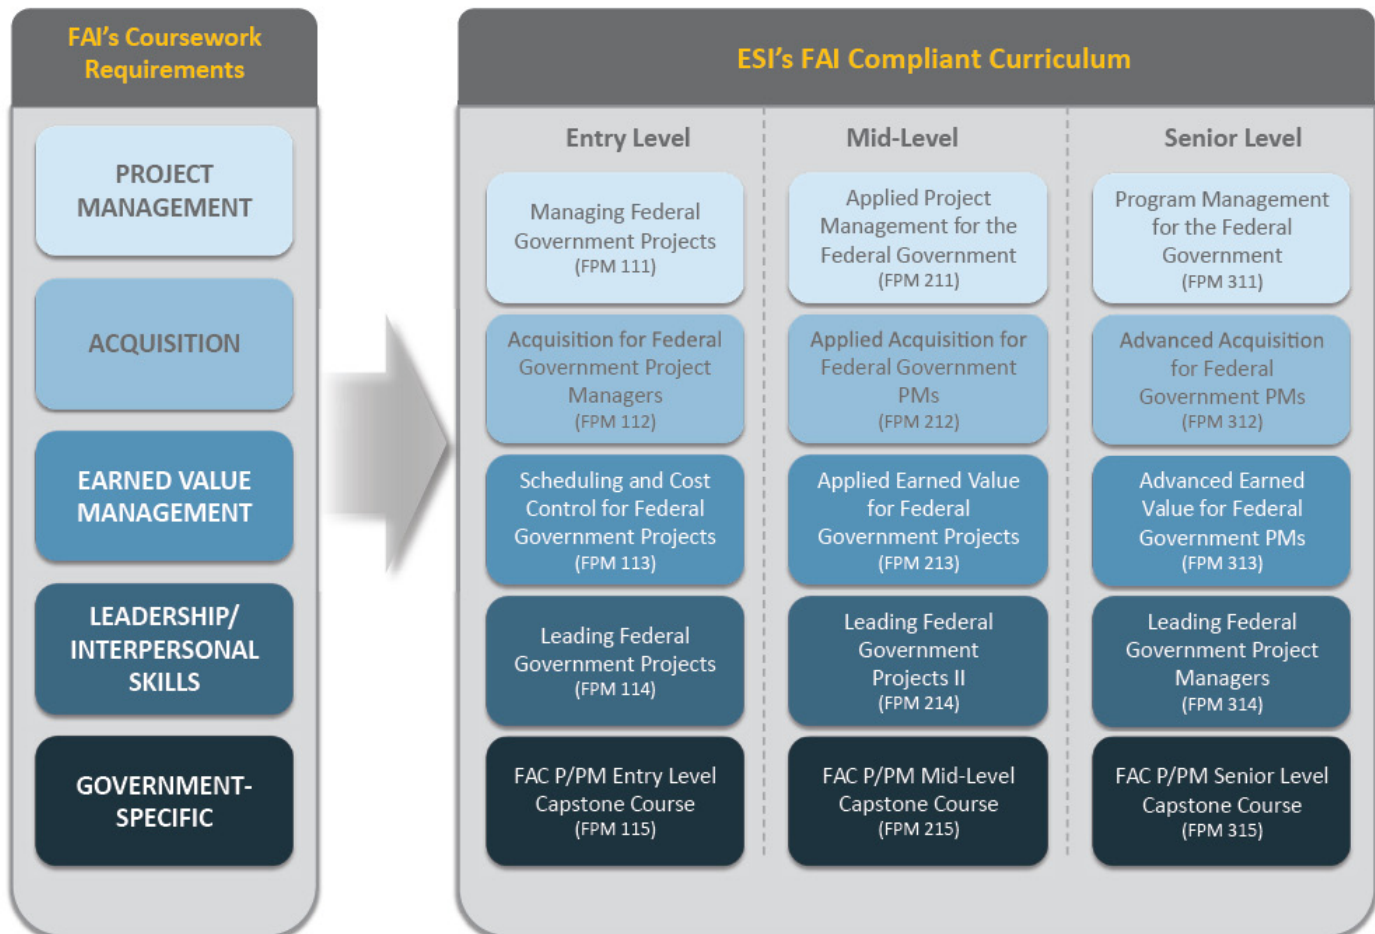 FAI's Coursework
Requirements
PROJECT
MANAGEMENT
ACQUISITION
EARNED VALUE
MANAGEMENT
LEADERSHIP/
INTERPERSONAL
SKILLS
GOVERNMENT-
SPECIFIC
ESI's FAI Compliant Curriculum
Entry Level
Managing Federal
Government Projects
(FPM 111)
Acquisition for Federal
Government Project
Managers
(FPM 112)
Scheduling and Cost
Control for Federal
Government Projects
(FPM 113)
Leading Federal
Government Projects
(FPM 114)
FAC P/PM Entry Level
Capstone Course
(FPM 115)
Mid-Level
Applied Project
Management for the
Federal Government
(FPM 211)
Applied Acquisition for
Federal Government
PMs
(FPM 212)
Applied Earned Value
for Federal
Government Projects
(FPM 213)
Leading Federal
Government
Projects II
(FPM 214)
FAC P/PM Mid-Level
Capstone Course
(FPM 215)
Senior Level
Program Management
for the Federal
Government
(FPM 311)
Advanced Acquisition
for Federal
Government PMs
(FPM 312)
Advanced Earned
Value for Federal
Government PMs
(FPM 313)
Leading Federal
Government Project
Managers
(FPM 314)
FAC P/PM Senior Level
Capstone Course
(FPM 315)